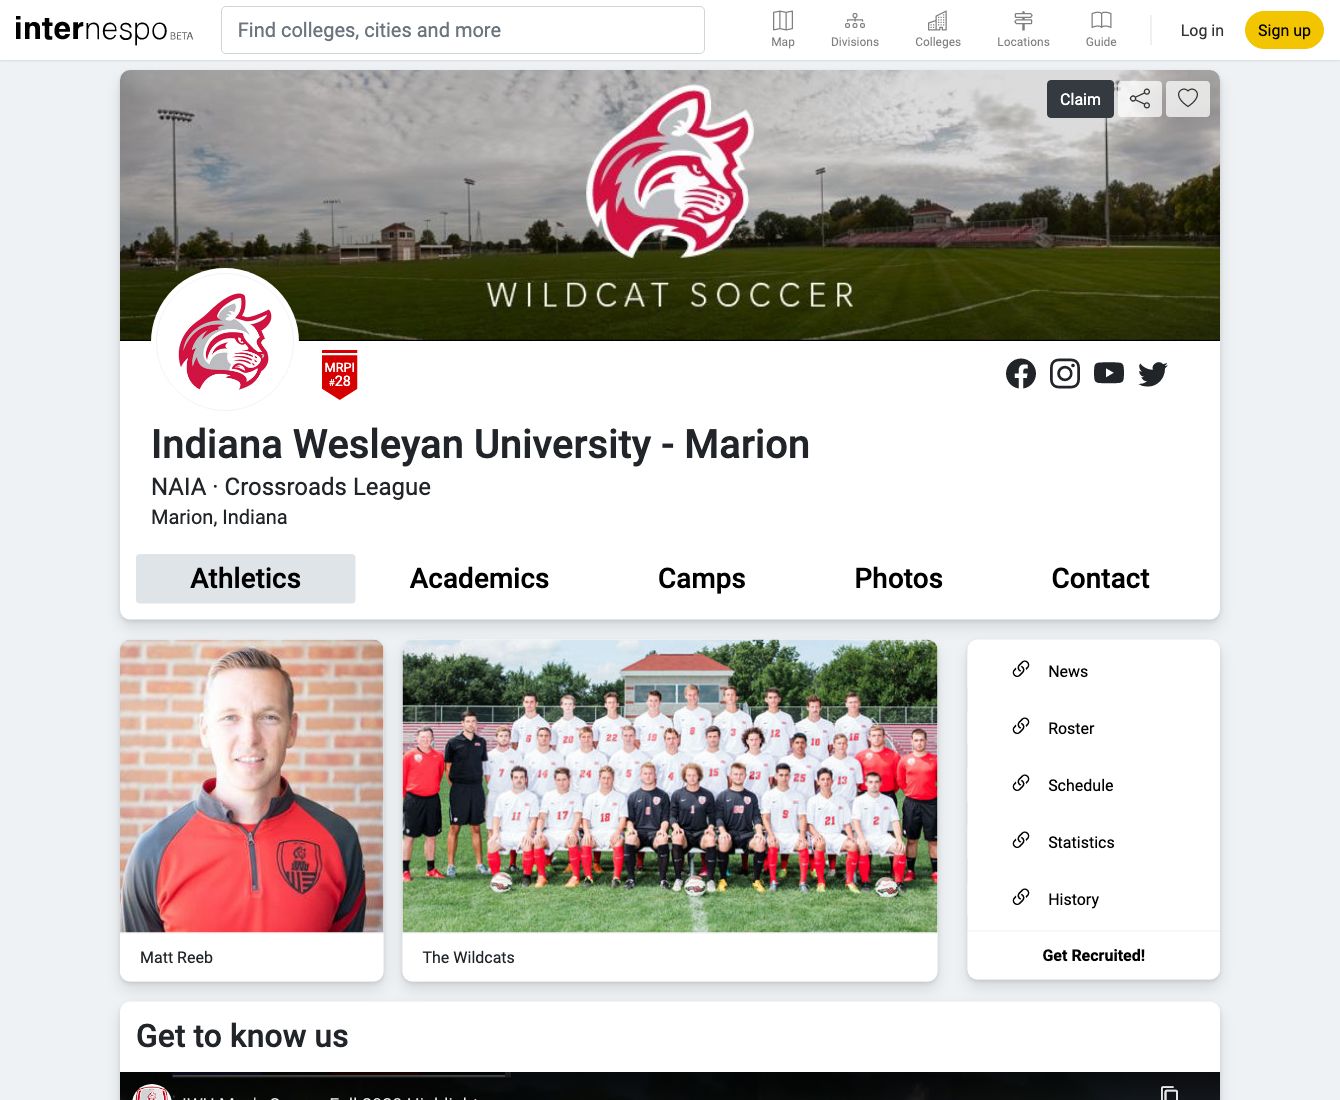 internespo BETA
Find colleges, cities and more
Map
Divisions
Colleges
Locations
Guide
Log in
Sign up
Claim
WILDCAT SOCCER
MRPI
#28
Indiana Wesleyan University - Marion
NAIA · Crossroads League
Marion, Indiana
Athletics
Academics
Camps
Photos
Contact
Matt Reeb
The Wildcats
News
Roster
Schedule
Statistics
History
Get Recruited!
Get to know us